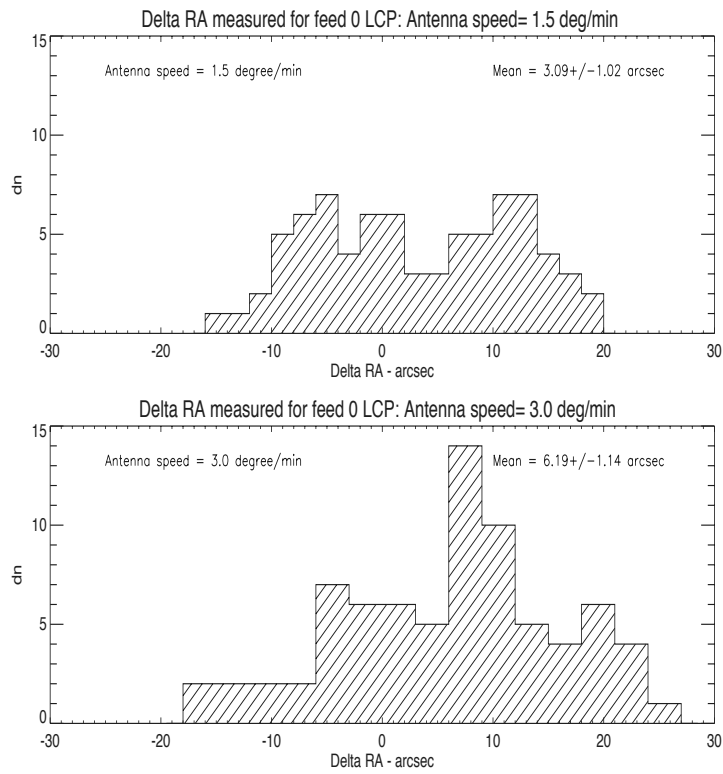 Delta RA measured for feed 0 LCP: Antenna speed= 1.5 deg/min
15
Antenna speed = 1.5 degree/min
Mean = 3.09+/-1.02 arcsec
10
dn
5
0
-30 -20 -10 0 10 20 30
Delta RA - arcsec
Delta RA measured for feed 0 LCP: Antenna speed= 3.0 deg/min
15
Antenna speed = 3.0 degree/min
Mean = 6.19+/-1.14 arcsec
10
dn
5
0
-30 -20 -10 0 10 20 30
Delta RA - arcsec